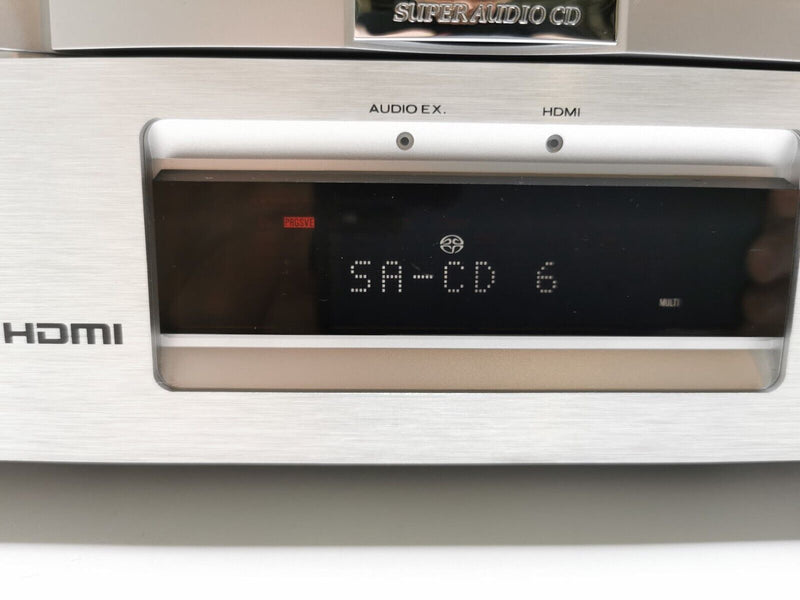 SUPER AUDIO CD
AUDIO EX. HDMI
PRGSVE
SA-CD 6
MULTI
HDMI